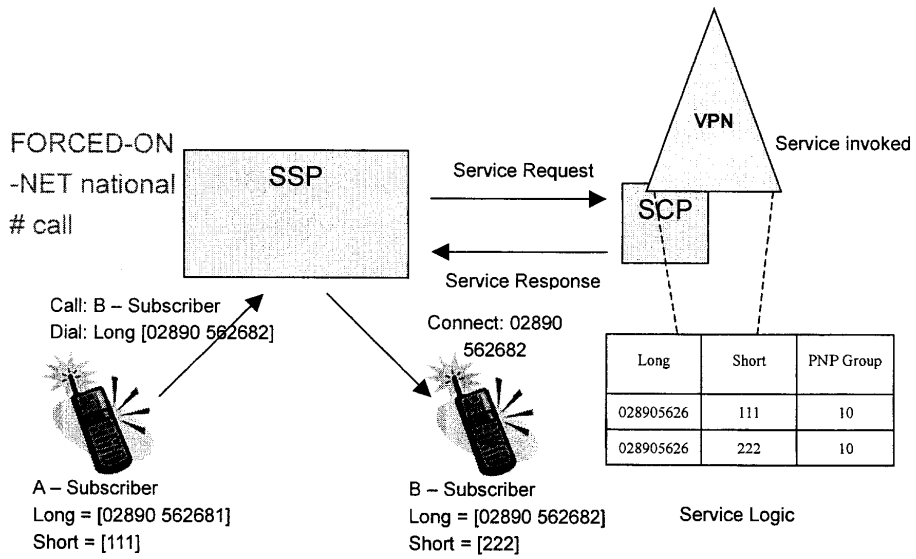 FORCED-ON
-NET national
# call
SSP
Service Request
Service Response
VPN
Service invoked
SCP
Call: B – Subscriber
Dial: Long [02890 562682]
Connect: 02890
562682
Long Short PNP Group
028905626 111 10
028905626 222 10
Service Logic
A – Subscriber
Long = [02890 562681]
Short = [111]
B – Subscriber
Long = [02890 562682]
Short = [222]